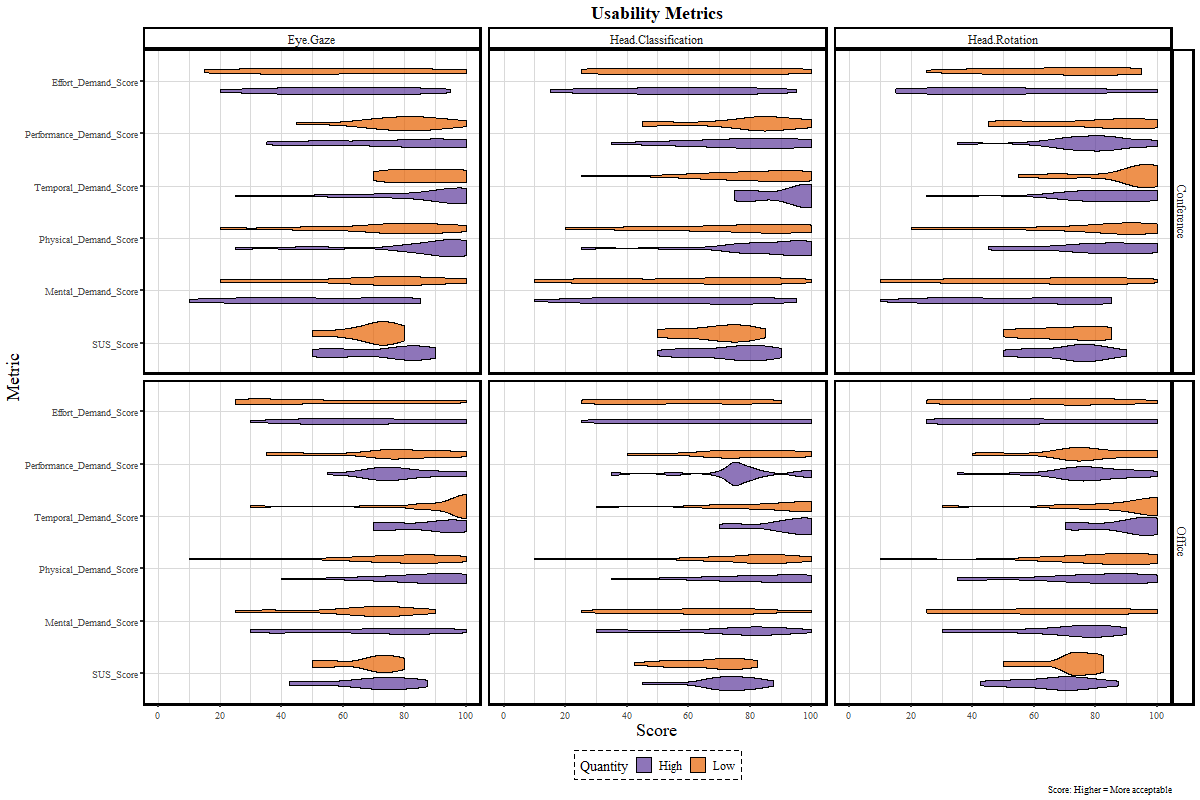 Usability Metrics
Eye.Gaze
Head.Classification
Head.Rotation
Metric
Effort_Demand_Score
Performance_Demand_Score
Temporal_Demand_Score
Physical_Demand_Score
Mental_Demand_Score
SUS_Score
Conference
Effort_Demand_Score
Performance_Demand_Score
Temporal_Demand_Score
Physical_Demand_Score
Mental_Demand_Score
SUS_Score
Office
0 20 40 60 80 100
0 20 40 60 80 100
0 20 40 60 80 100
Score
Quantity High Low
Score: Higher = More acceptable